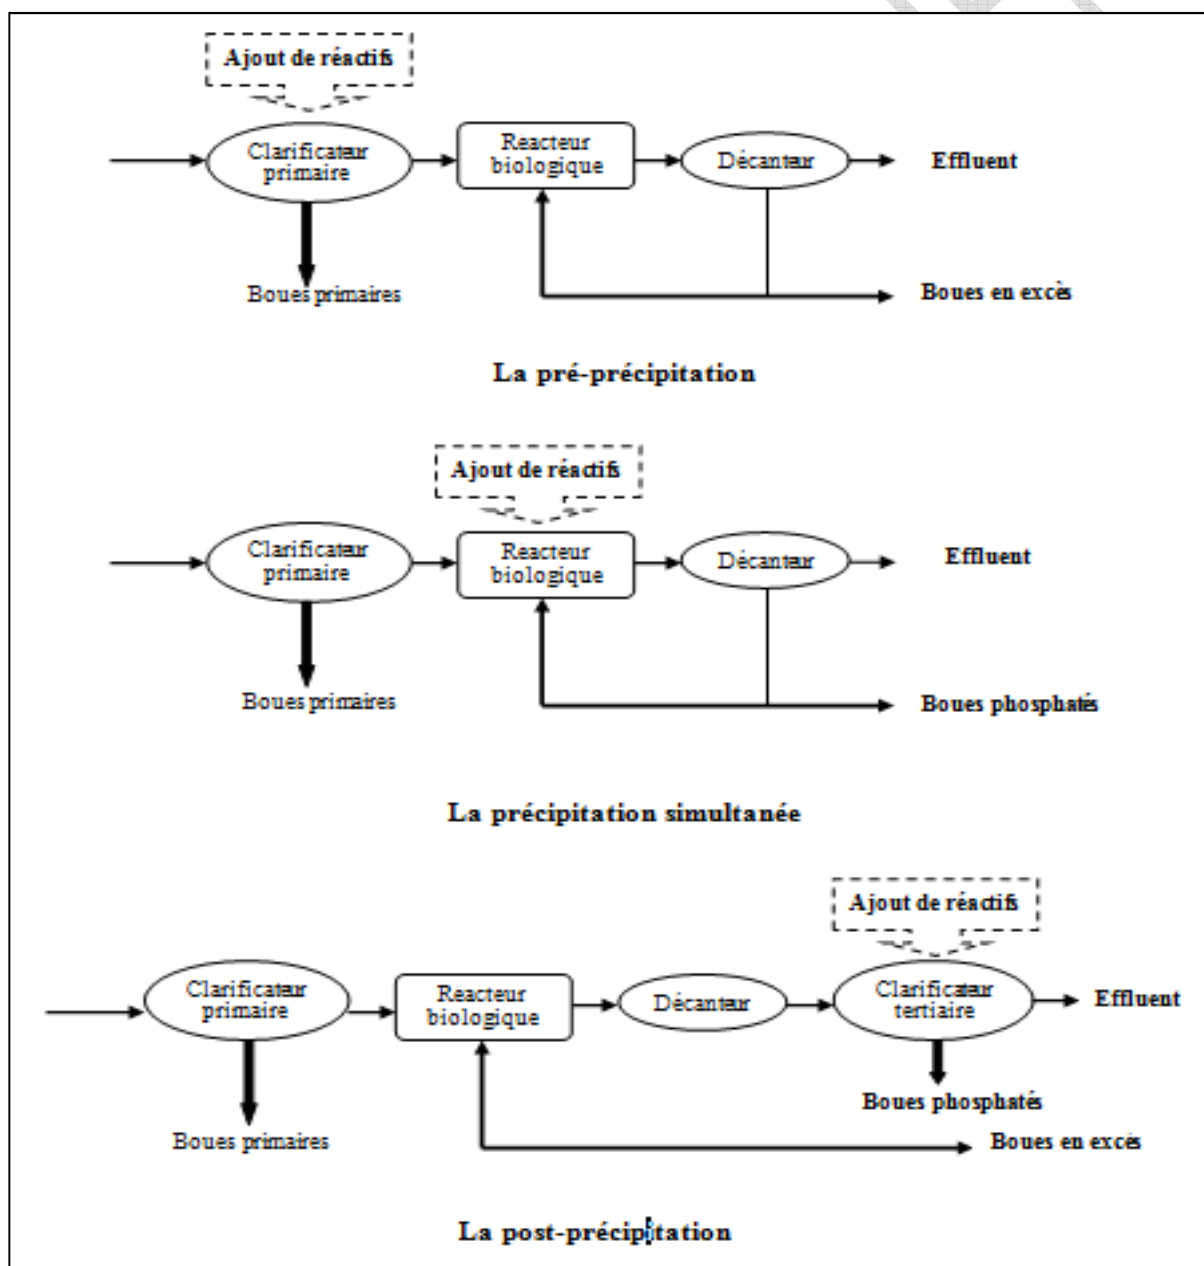 Ajout de réactifs
Clarificateur
primaire
Reacteur
biologique
Décanteur
Effluent
Boues primaires
Boues en excès
La pré-précipitation
Ajout de réactifs
Clarificateur
primaire
Reacteur
biologique
Décanteur
Effluent
Boues primaires
Boues phosphatés
La précipitation simultanée
Ajout de réactifs
Clarificateur
primaire
Reacteur
biologique
Décanteur
Clarificateur
tertiaire
Effluent
Boues phosphatés
Boues primaires
Boues en excès
La post-précipitation